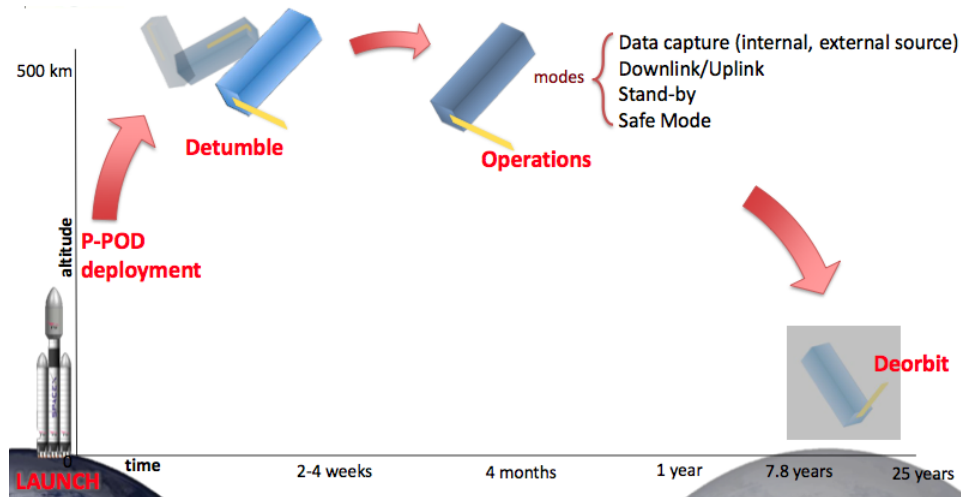 500 km
Detumble
Operations
modes
Data capture (internal, external source)
Downlink/Uplink
Stand-by
Safe Mode
altitude
P-POD
deployment
SPACEX
Deorbit
0
LAUNCH
time
2-4 weeks
4 months
1 year
7.8 years
25 years